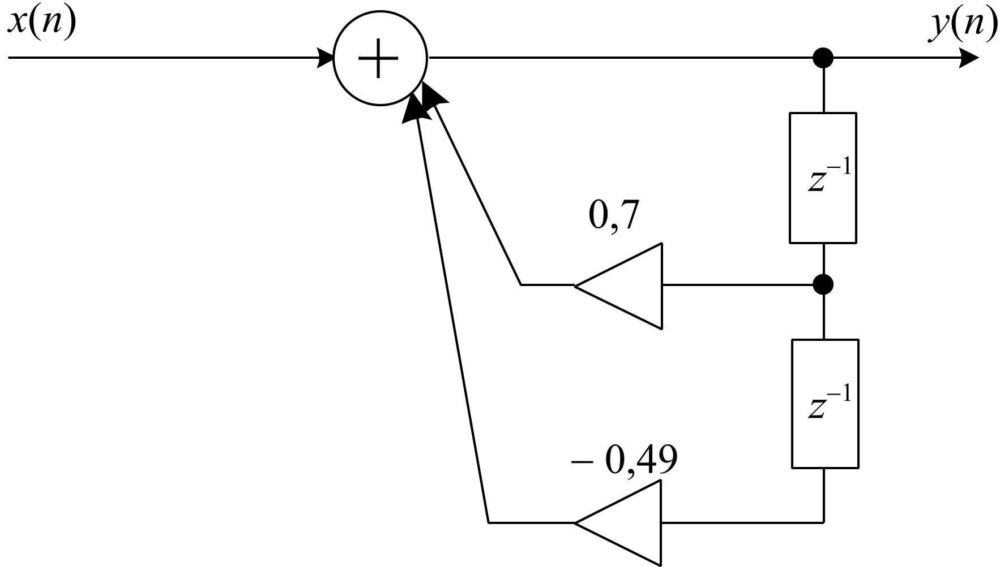 x(n)
y(n)
+
z⁻¹
0,7
z⁻¹
– 0,49